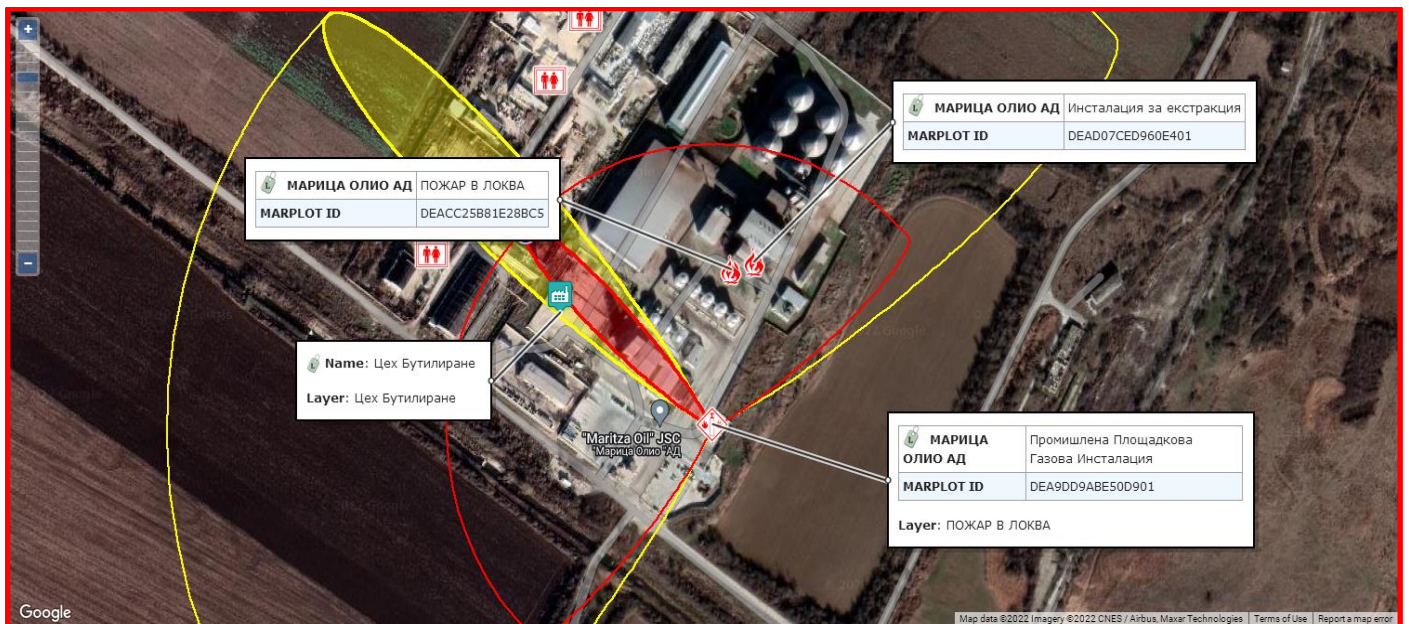 МАРИЦА ОЛИО АД Инсталация за екстракция
MARPLOT ID DEAD07CED960E401
МАРИЦА ОЛИО АД ПОЖАР В ЛОКВА
MARPLOT ID DEACC25B81E28BC5
Name: Цех Бутилиране
Layer: Цех Бутилиране
"Maritza Oil" JSC
"Марица Олио "АД
МАРИЦА Промишлена Площадкова
ОЛИО АД Газова Инсталация
MARPLOT ID DEA9DD9ABE50D901
Layer: ПОЖАР В ЛОКВА
Google
Map data ©2022 Imagery ©2022 CNES / Airbus, Maxar Technologies Terms of Use Report a map error